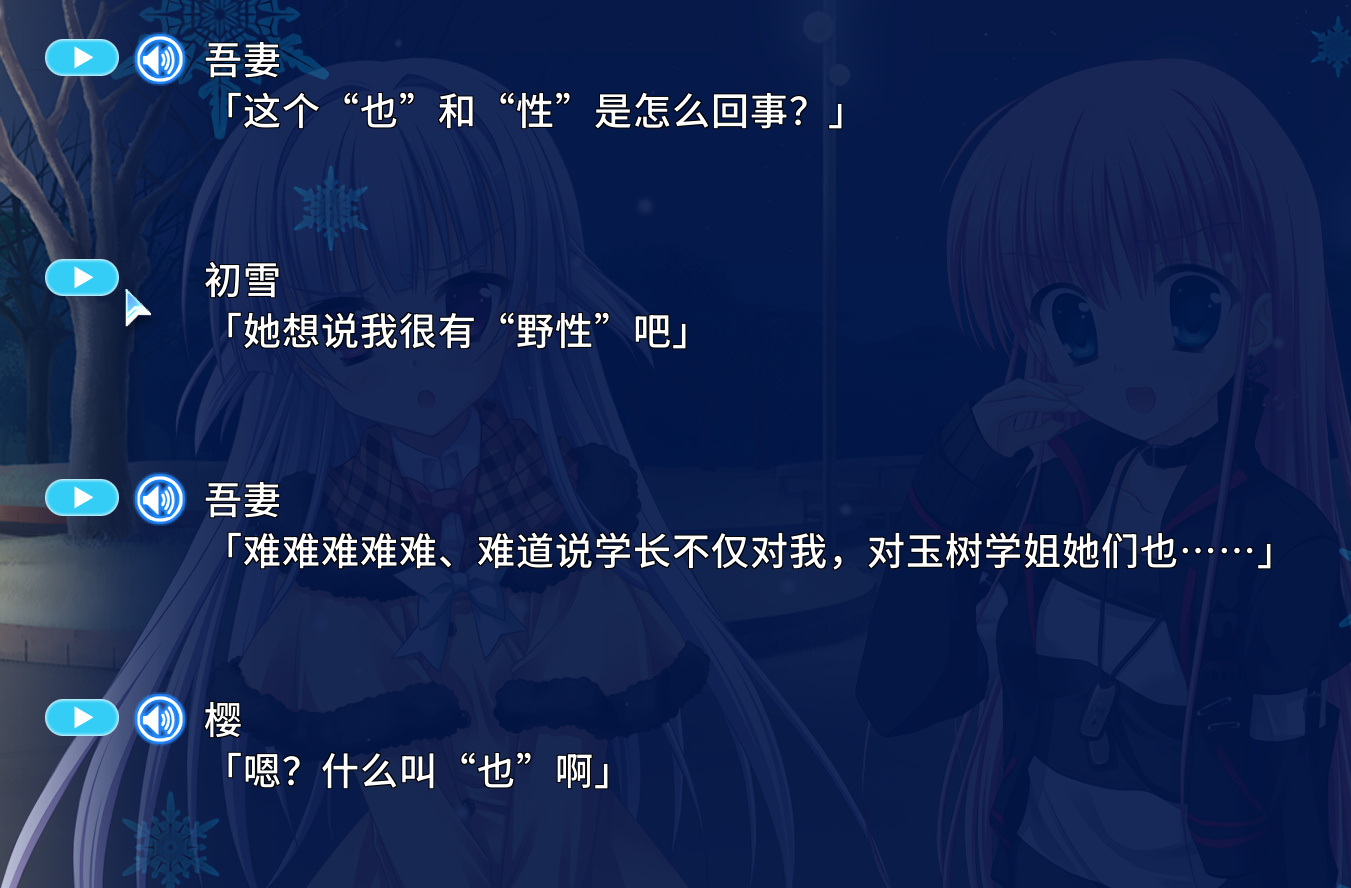 吾妻
「这个“也”和“性”是怎么回事？」
初雪
「她想说我很有“野性”吧」
吾妻
「难难难难难、难道说学长不仅对我，对玉树学姐她们也……」
樱
「嗯？什么叫“也”啊」